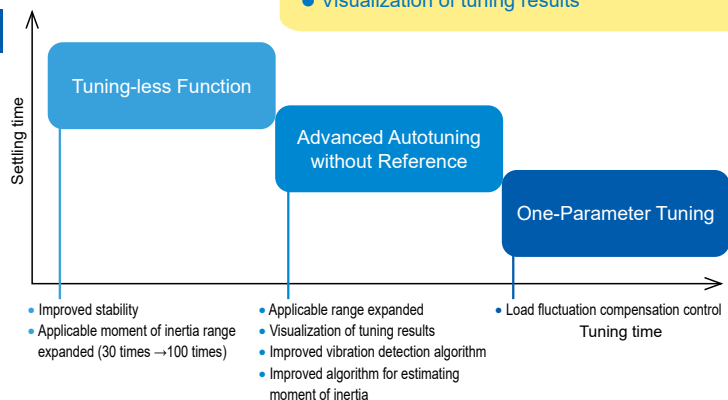 ● Visualization of tuning results
Settling time
Tuning-less Function
Advanced Autotuning
without Reference
One-Parameter Tuning
● Improved stability
● Applicable moment of inertia range
expanded (30 times →100 times)
● Applicable range expanded
● Visualization of tuning results
● Improved vibration detection algorithm
● Improved algorithm for estimating
moment of inertia
● Load fluctuation compensation control
Tuning time